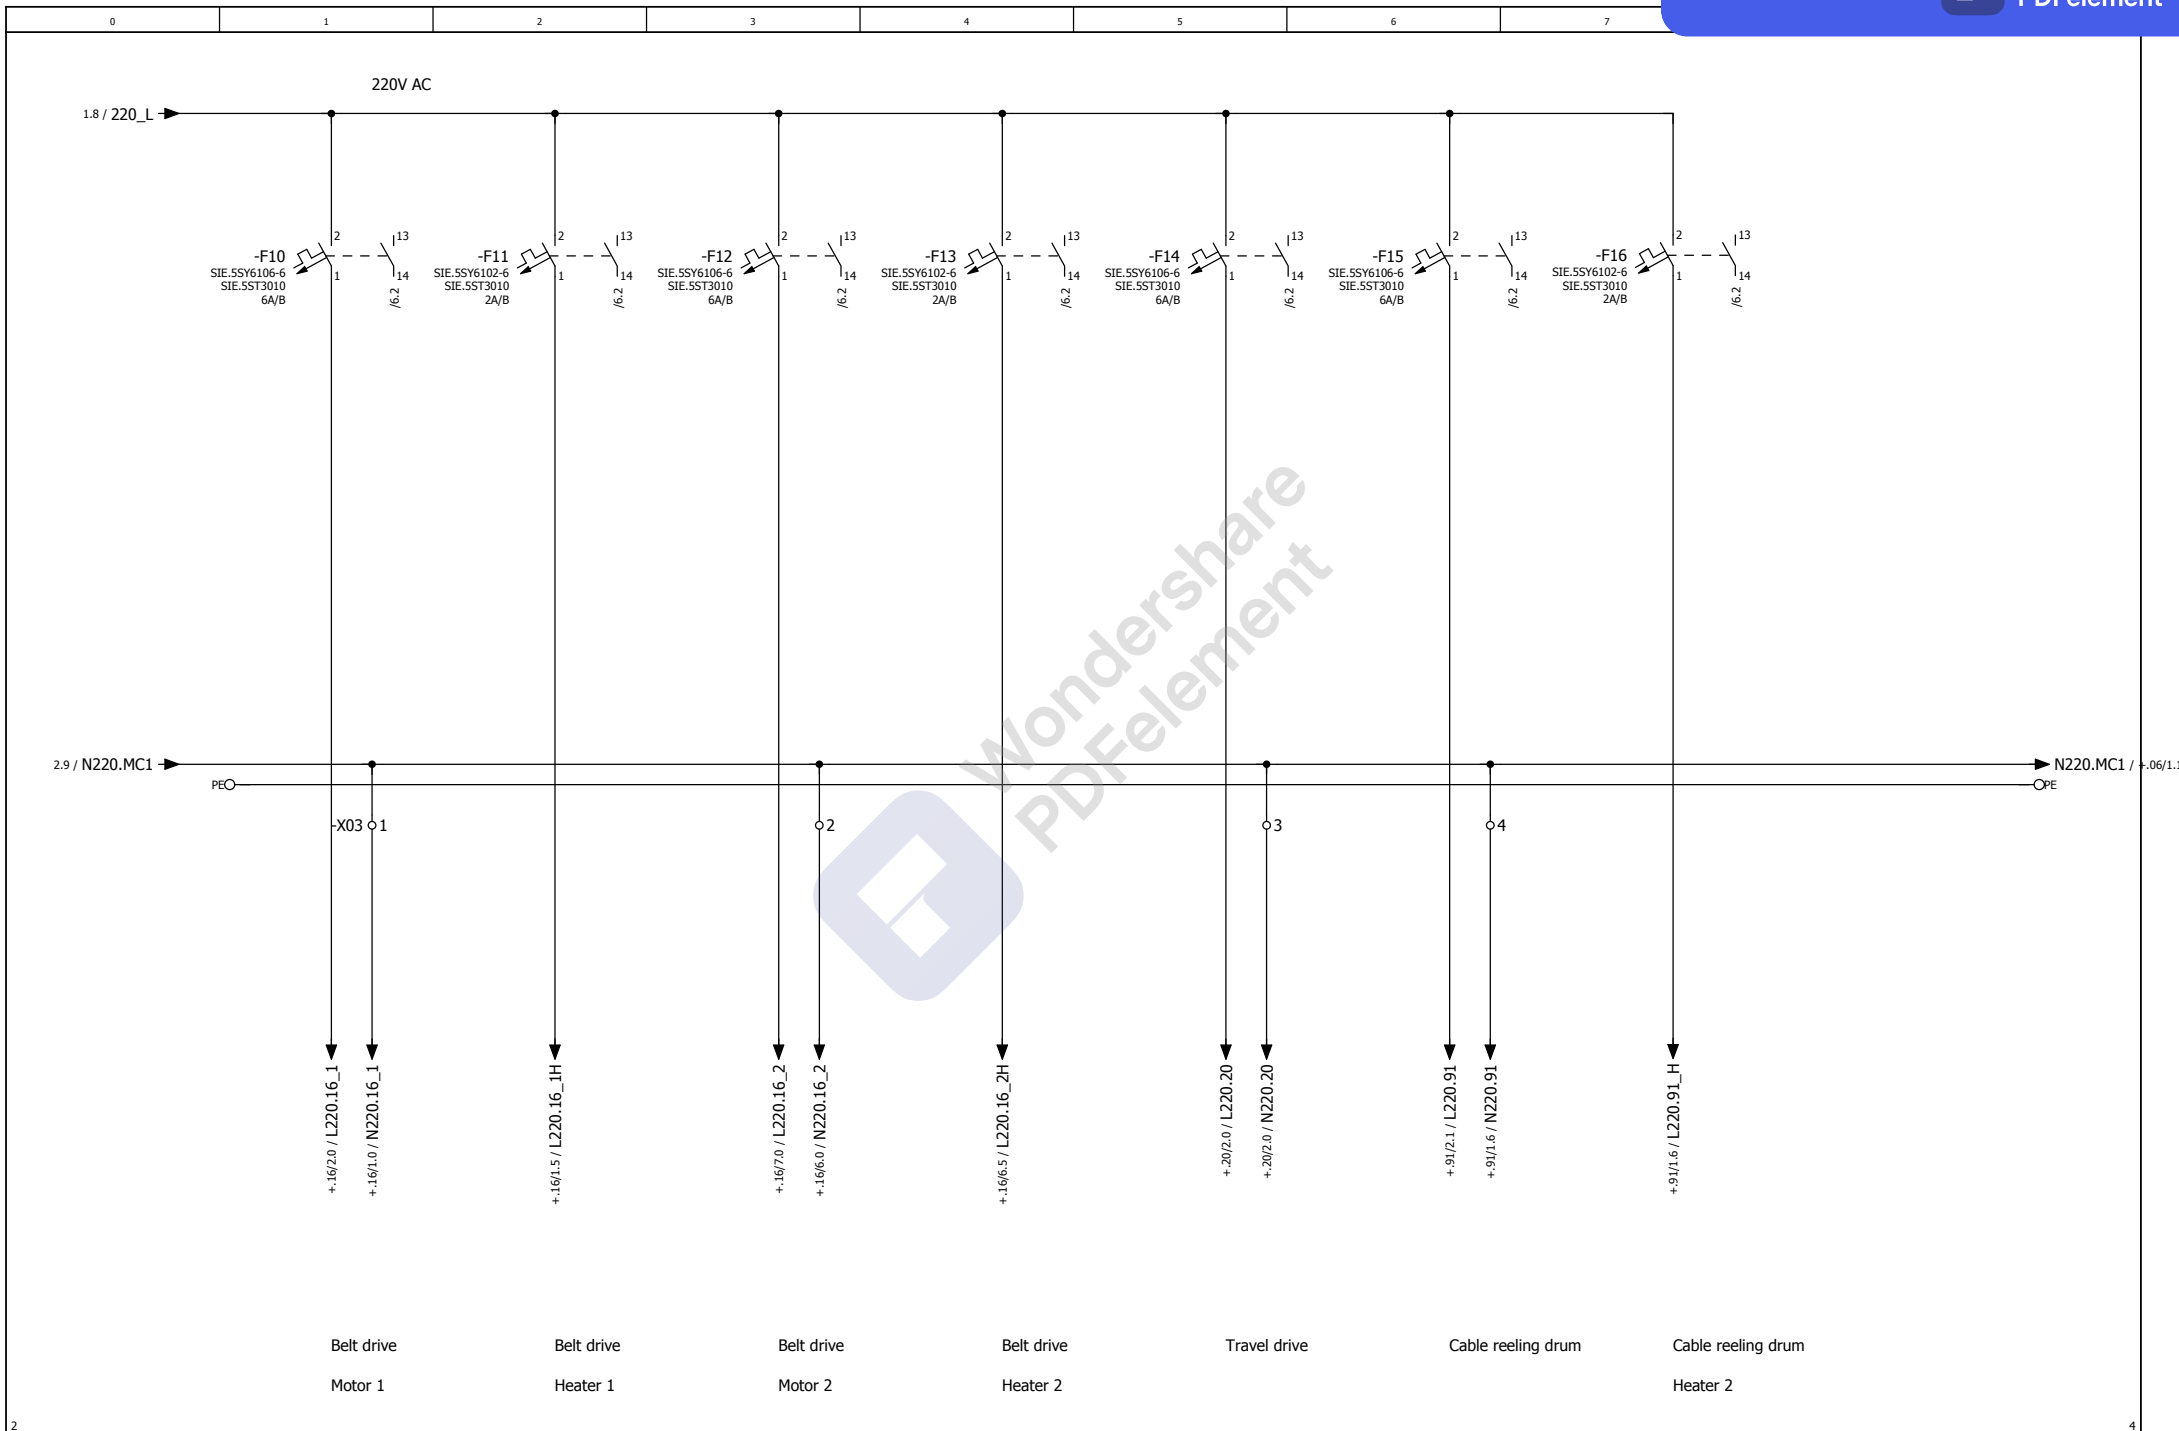 PDFelement
0 1 2 3 4 5 6 7
220V AC
1.8 / 220_L
-F10
SIE.5SY6106-6
SIE.5ST3010
6A/B
2
1
13
14
/6.2
-F11
SIE.5SY6102-6
SIE.5ST3010
2A/B
2
1
13
14
/6.2
-F12
SIE.5SY6106-6
SIE.5ST3010
6A/B
2
1
13
14
/6.2
-F13
SIE.5SY6102-6
SIE.5ST3010
2A/B
2
1
13
14
/6.2
-F14
SIE.5SY6106-6
SIE.5ST3010
6A/B
2
1
13
14
/6.2
-F15
SIE.5SY6106-6
SIE.5ST3010
6A/B
2
1
13
14
/6.2
-F16
SIE.5SY6102-6
SIE.5ST3010
2A/B
2
1
13
14
/6.2
Wondershare
PDFelement
2.9 / N220.MC1
N220.MC1 / +.06/1.1
PE
PE
-X03 1
2
3
4
+.16/2.0 / L220.16_1
+.16/1.0 / N220.16_1
+.16/1.5 / L220.16_1H
+.16/7.0 / L220.16_2
+.16/6.0 / N220.16_2
+.16/6.5 / L220.16_2H
+.20/2.0 / L220.20
+.20/2.0 / N220.20
+.91/2.1 / L220.91
+.91/1.6 / N220.91
+.91/1.6 / L220.91_H
Belt drive
Motor 1
Belt drive
Heater 1
Belt drive
Motor 2
Belt drive
Heater 2
Travel drive
Cable reeling drum
Cable reeling drum
Heater 2
2
4